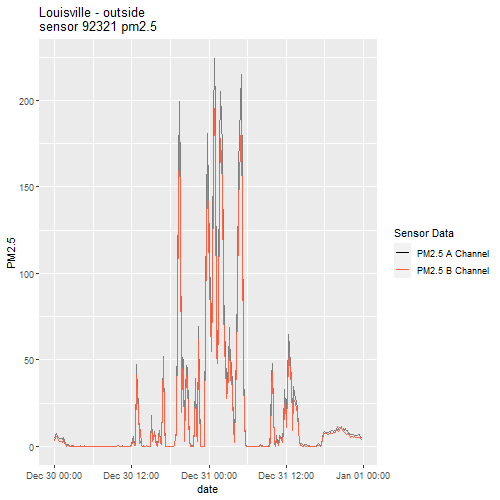 Louisville - outside
sensor 92321 pm2.5
200
150
100
50
0
PM2.5
Dec 30 00:00 Dec 30 12:00 Dec 31 00:00 Dec 31 12:00 Jan 01 00:00
date
Sensor Data
PM2.5 A Channel
PM2.5 B Channel